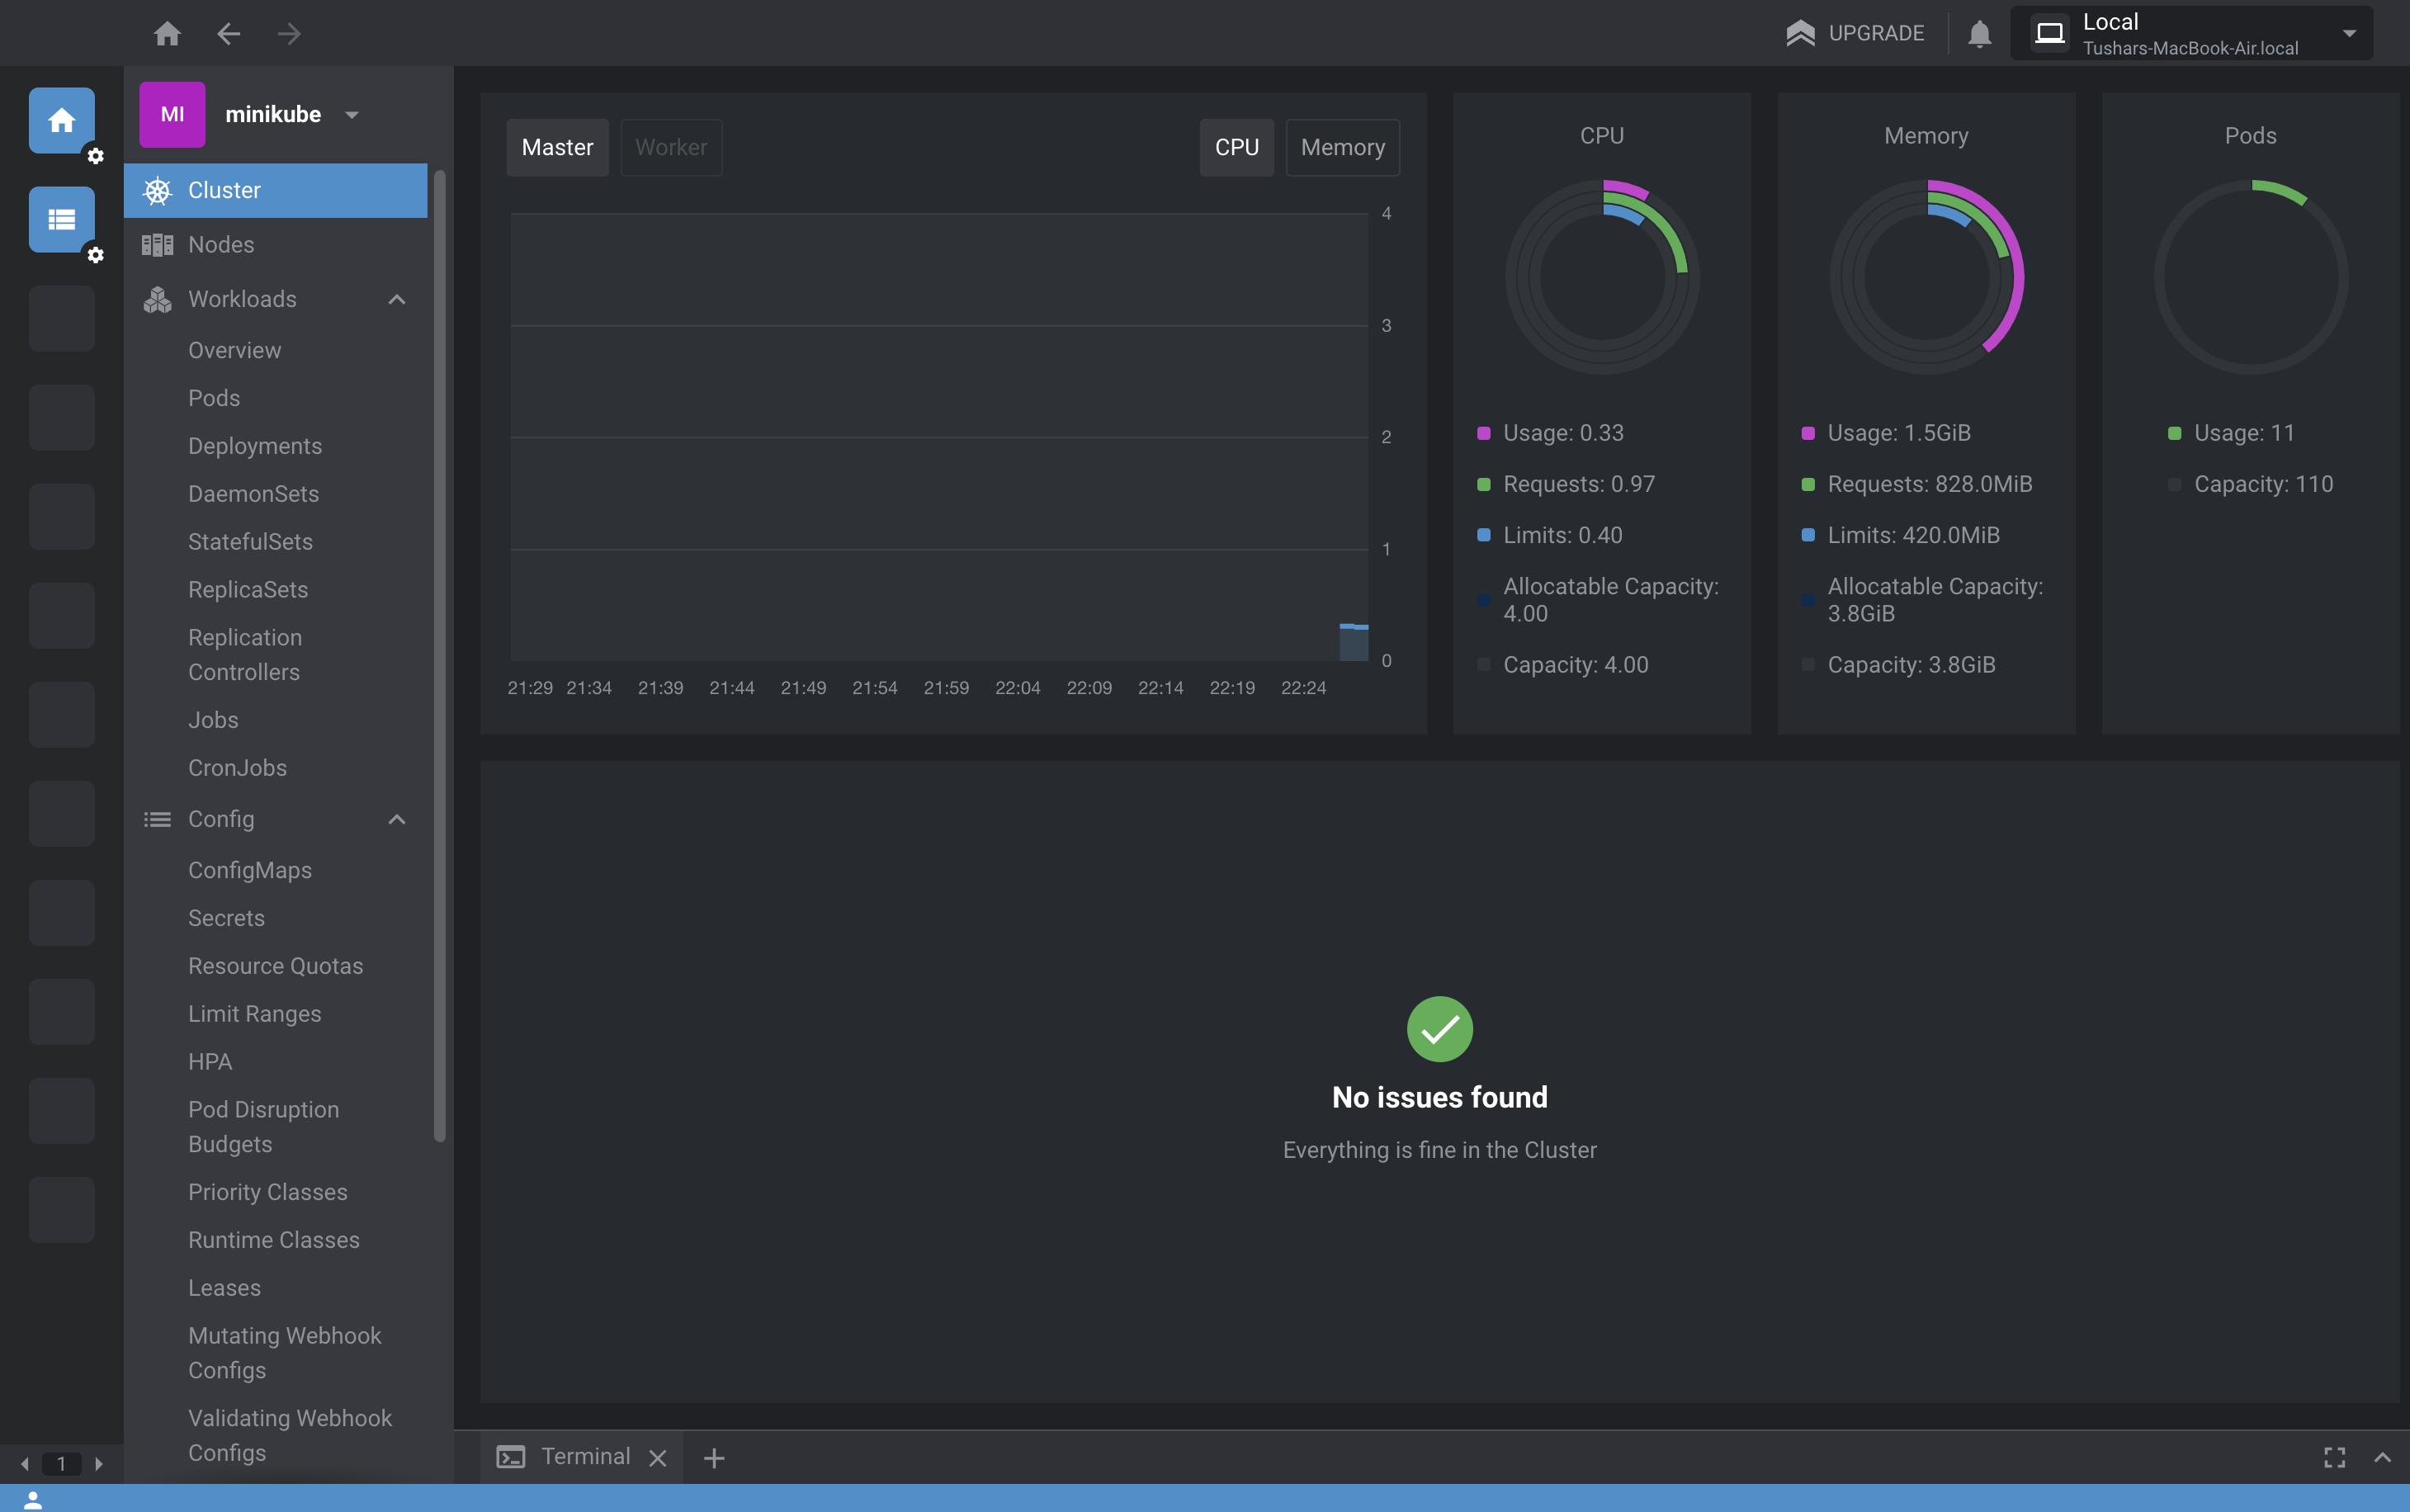 UPGRADE
Local
Tushars-MacBook-Air.local
MI
minikube
Cluster
Nodes
Workloads
Overview
Pods
Deployments
DaemonSets
StatefulSets
ReplicaSets
Replication
Controllers
Jobs
CronJobs
Config
ConfigMaps
Secrets
Resource Quotas
Limit Ranges
HPA
Pod Disruption
Budgets
Priority Classes
Runtime Classes
Leases
Mutating Webhook
Configs
Validating Webhook
Configs
1
Master
Worker
CPU
Memory
4
3
2
1
0
21:29 21:34 21:39 21:44 21:49 21:54 21:59 22:04 22:09 22:14 22:19 22:24
CPU
Usage: 0.33
Requests: 0.97
Limits: 0.40
Allocatable Capacity:
4.00
Capacity: 4.00
Memory
Usage: 1.5GiB
Requests: 828.0MiB
Limits: 420.0MiB
Allocatable Capacity:
3.8GiB
Capacity: 3.8GiB
Pods
Usage: 11
Capacity: 110
No issues found
Everything is fine in the Cluster
Terminal